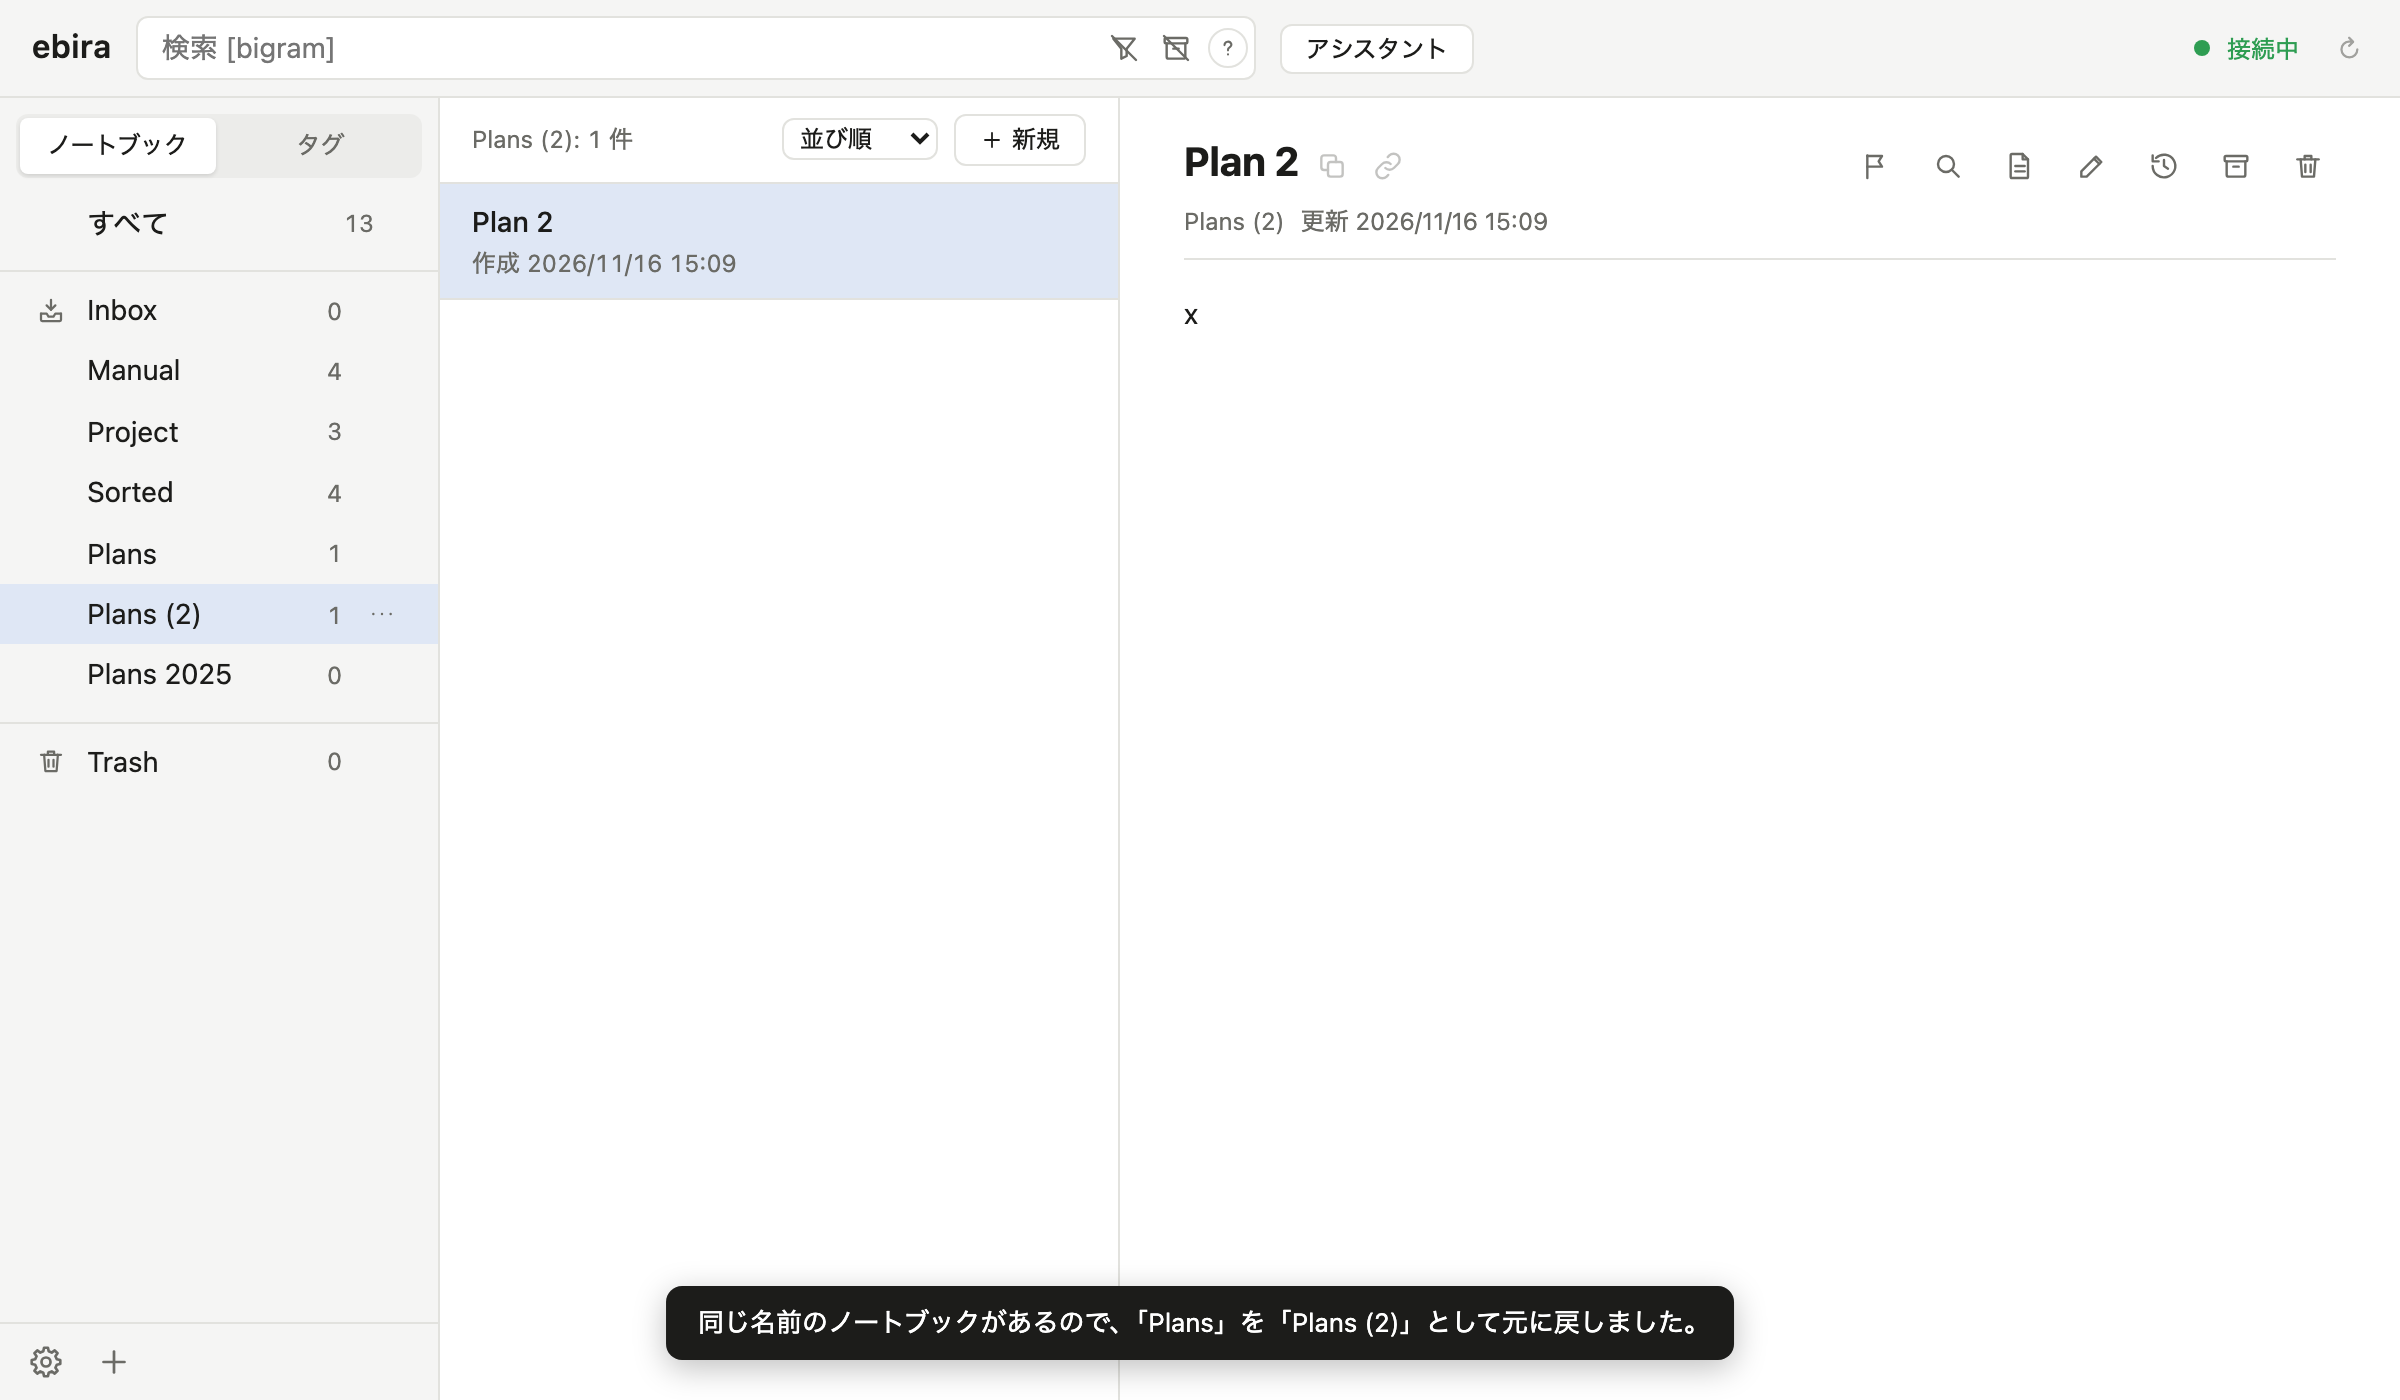 ebira
検索 [bigram]
?
アシスタント
接続中
ノートブック
タグ
すべて 13
Inbox 0
Manual 4
Project 3
Sorted 4
Plans 1
Plans (2) 1 ···
Plans 2025 0
Trash 0
Plans (2): 1 件
並び順
+ 新規
Plan 2
作成 2026/11/16 15:09
Plan 2
Plans (2) 更新 2026/11/16 15:09
x
同じ名前のノートブックがあるので、「Plans」を「Plans (2)」として元に戻しました。